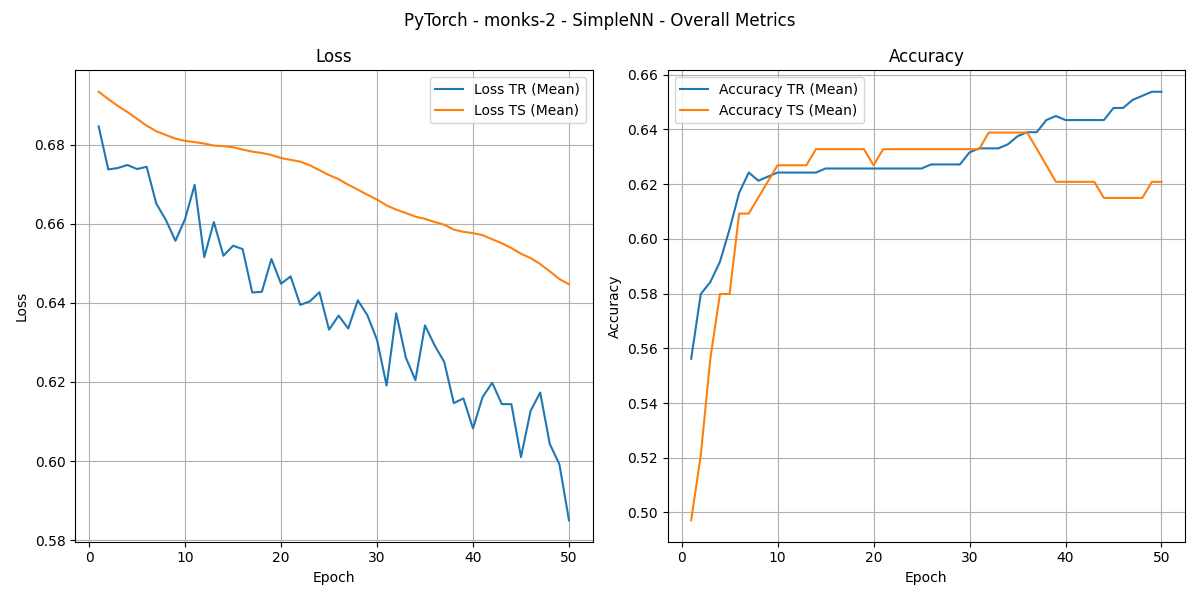 PyTorch - monks-2 - SimpleNN - Overall Metrics
Loss
Loss TR (Mean)
Loss TS (Mean)
0.68
0.66
0.64
0.62
0.60
0.58
Loss
0 10 20 30 40 50
Epoch
Accuracy
Accuracy TR (Mean)
Accuracy TS (Mean)
0.66
0.64
0.62
0.60
0.58
0.56
0.54
0.52
0.50
Accuracy
0 10 20 30 40 50
Epoch